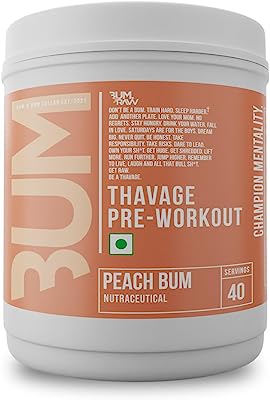 BUM
RAW
DON'T BE A BUM. TRAIN HARD. SLEEP HARDER.
ADD ANOTHER PLATE. LOVE YOUR MOM. NO
REGRETS. STAY HUNGRY. DRINK YOUR WATER. FALL
IN LOVE. SATURDAYS ARE FOR THE BOYS. DREAM
BIG. NEVER QUIT. BE HONEST. TAKE
RESPONSIBILITY. TAKE RISKS. DARE TO LEAD.
OWN YOUR SH*T. GET HUGE. GET SHREDDED. LIFT
MORE. RUN FURTHER. JUMP HIGHER. REMEMBER
TO LIVE, LAUGH AND ALL THAT BULL SH*T.
GET RAW.
BE A THAVAGE.
BUM
THAVAGE
PRE-WORKOUT
CHAMPION MENTALITY.
PEACH BUM
NUTRACEUTICAL
SERVINGS
40